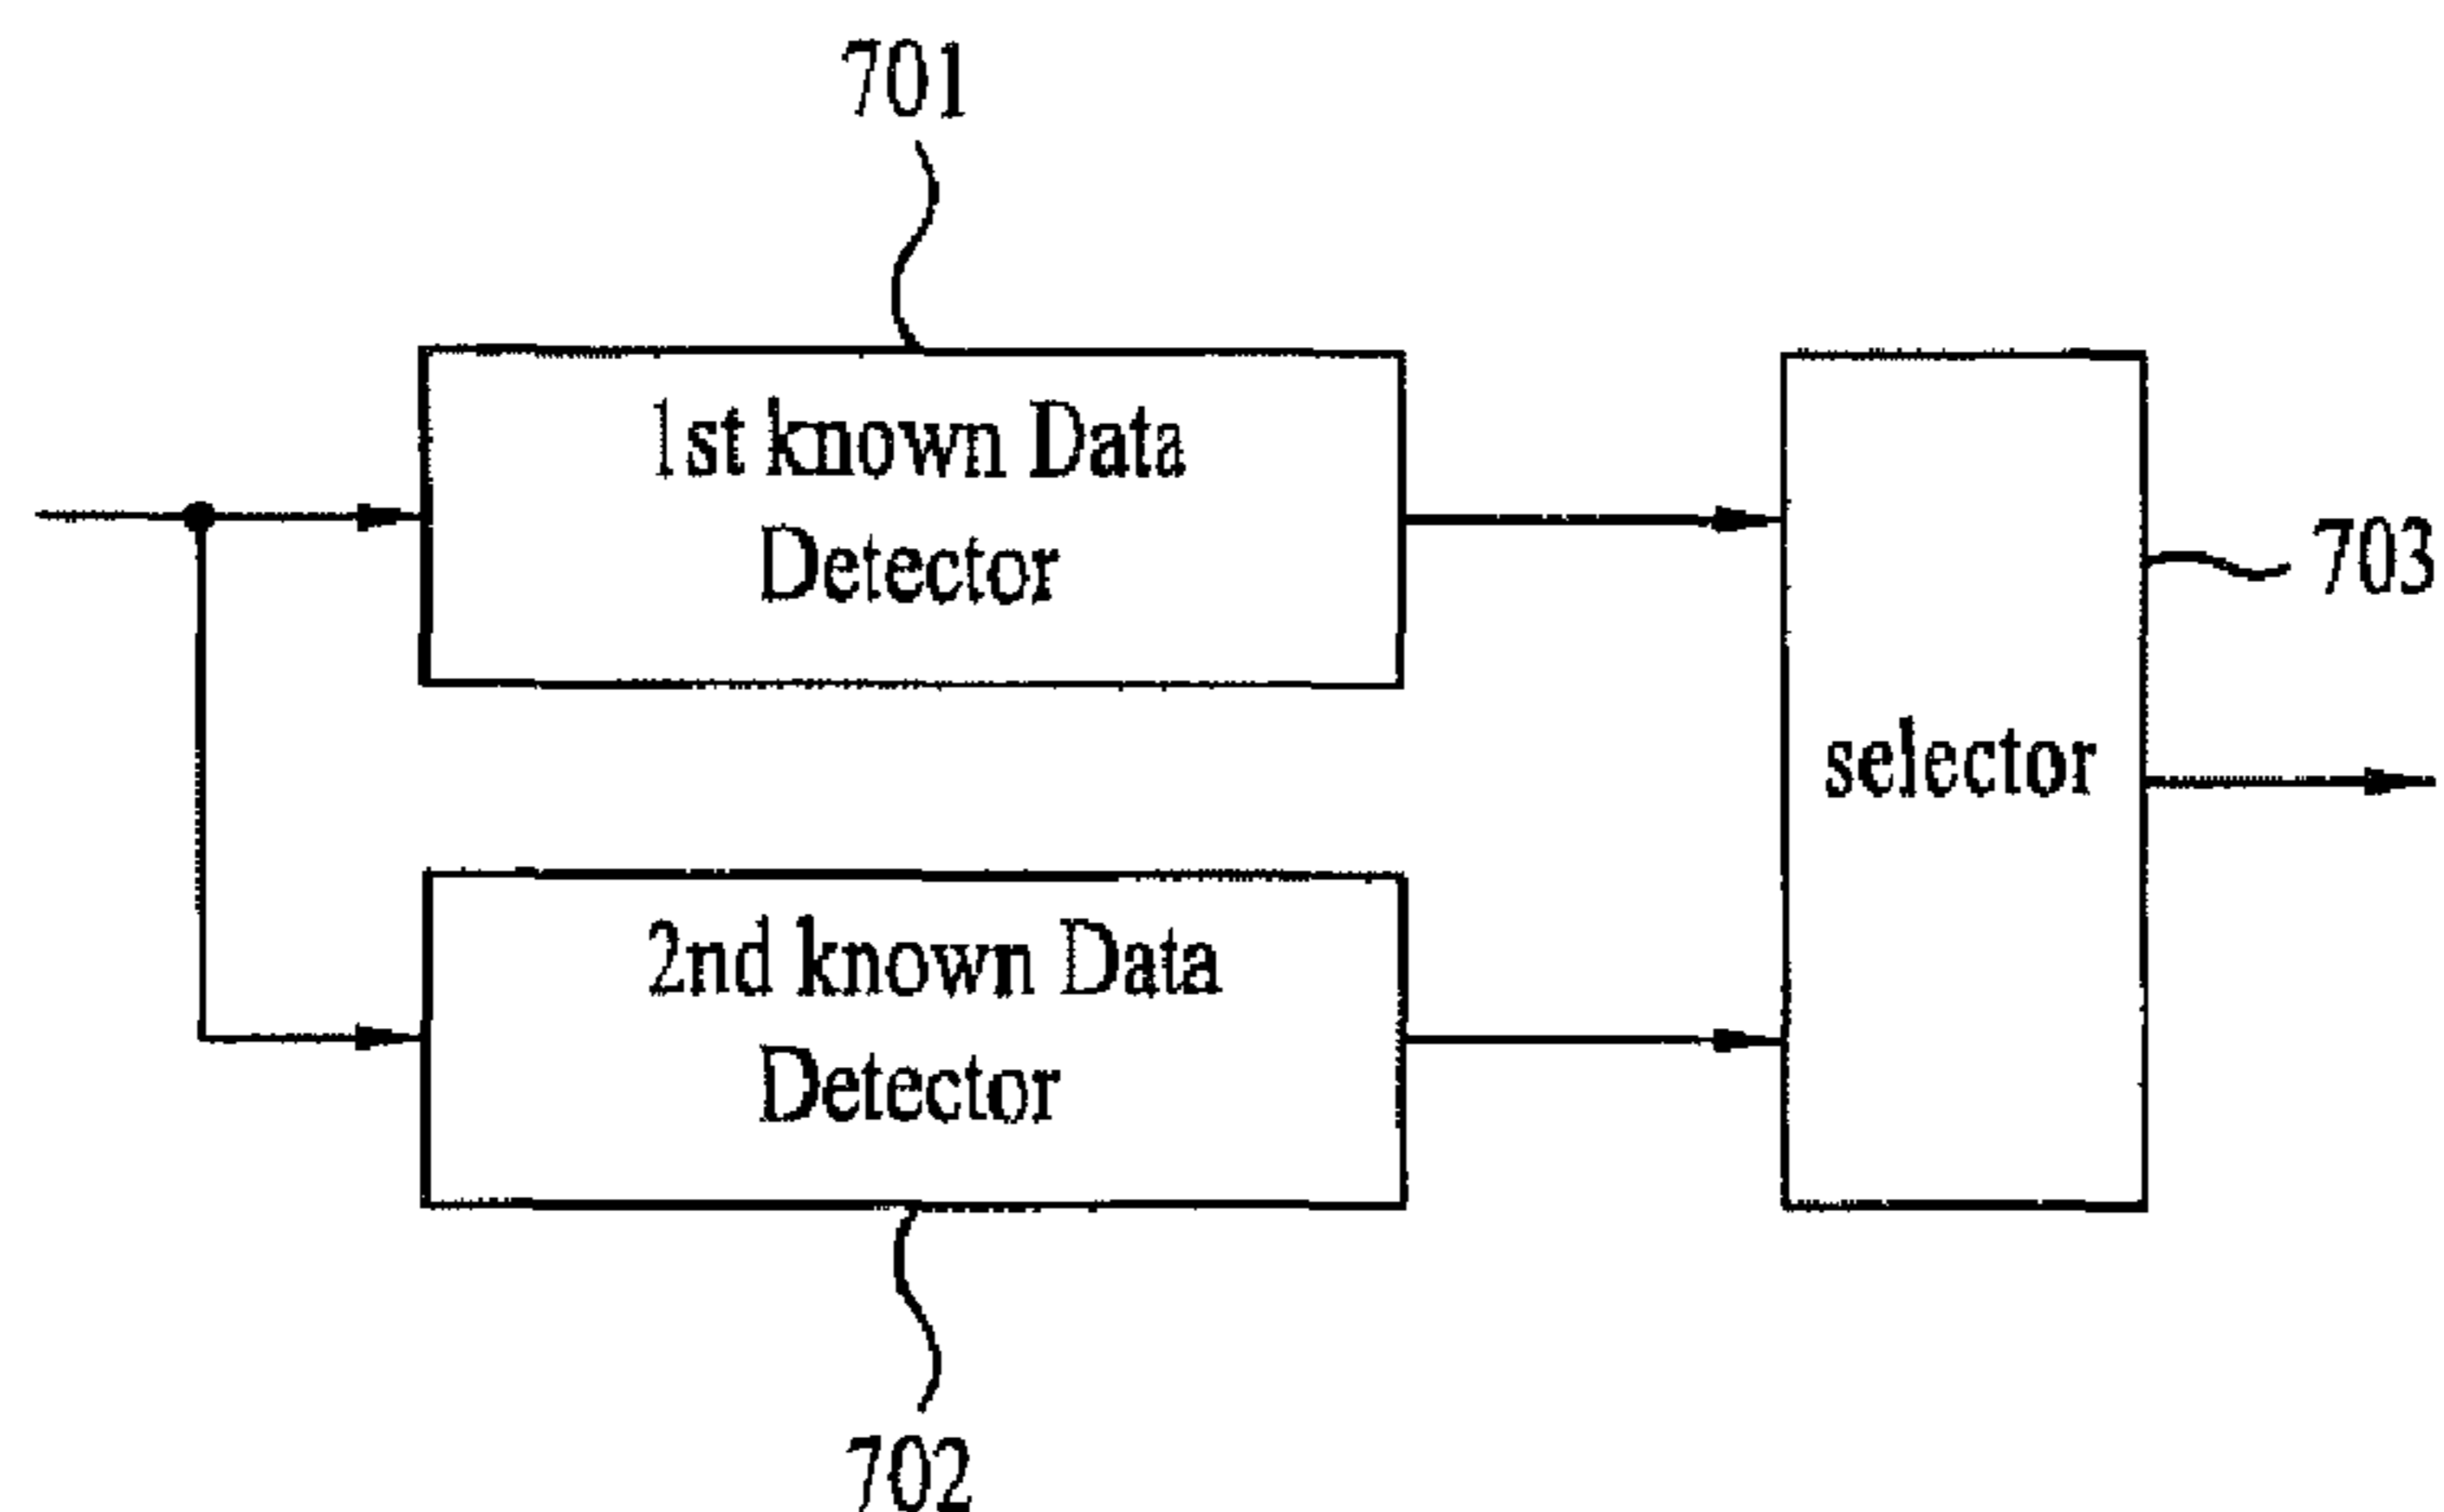 701
1st known Data
Detector
703
selector
2nd known Data
Detector
702